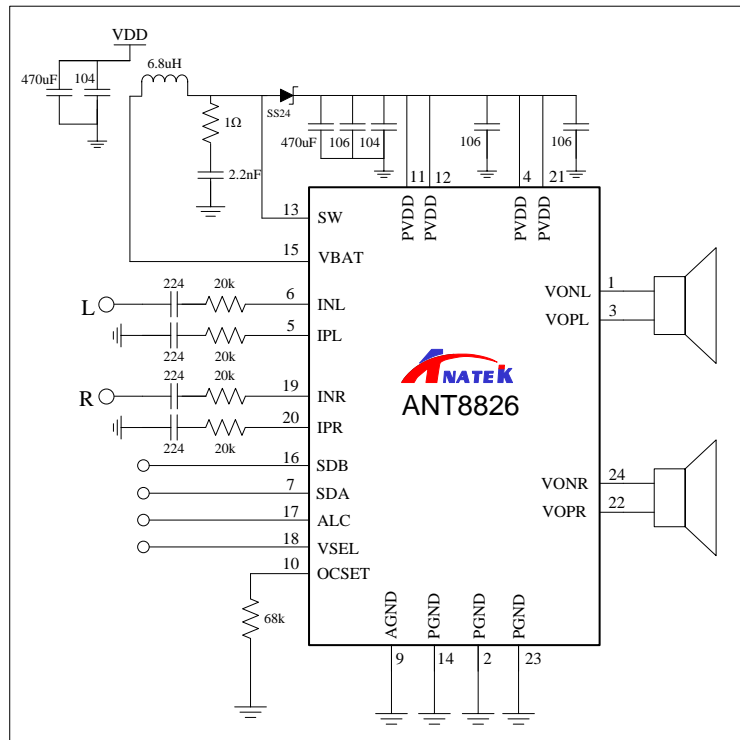 VDD
6.8uH
470uF
104
1Ω
SS24
2.2nF
470uF
106
104
106
106
11
12
4
21
PVDD
PVDD
PVDD
PVDD
13
SW
15
VBAT
L
224
20k
6
INL
5
IPL
224
20k
R
224
20k
19
INR
20
IPR
224
20k
16
SDB
7
SDA
17
ALC
18
VSEL
10
OCSET
68k
ANATEK
ANT8826
VONL
1
VOPL
3
VONR
24
VOPR
22
AGND
PGND
PGND
PGND
9
14
2
23